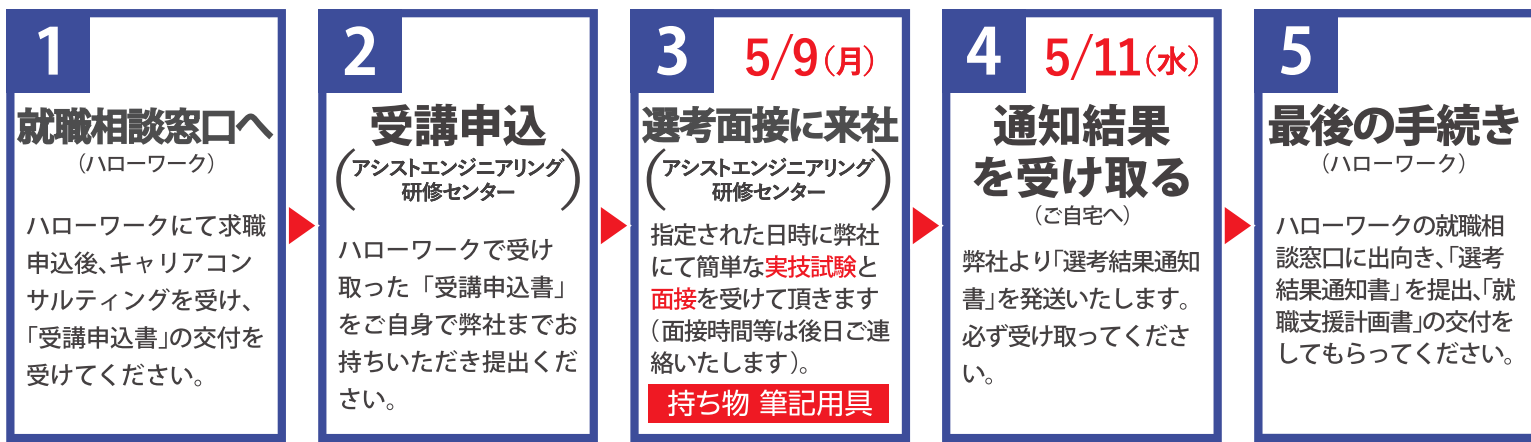 1
就職相談窓口へ
（ハローワーク）
ハローワークにて求職
申込後、キャリアコン
サルティングを受け、
「受講申込書」の交付を
受けてください。
2
受講申込
（アシストエンジニアリング
研修センター）
ハローワークで受け
取った「受講申込書」
をご自身で弊社までお
持ちいただき提出くだ
さい。
3
5/9（月）
選考面接に来社
（アシストエンジニアリング
研修センター）
指定された日時に弊社
にて簡単な実技試験と
面接を受けて頂きます
（面接時間等は後日ご連
絡いたします）。
持ち物 筆記用具
4
5/11（水）
通知結果
を受け取る
（ご自宅へ）
弊社より「選考結果通知
書」を発送いたします。
必ず受け取ってくださ
い。
5
最後の手続き
（ハローワーク）
ハローワークの就職相
談窓口に出向き、「選考
結果通知書」を提出、「就
職支援計画書」の交付を
してもらってください。